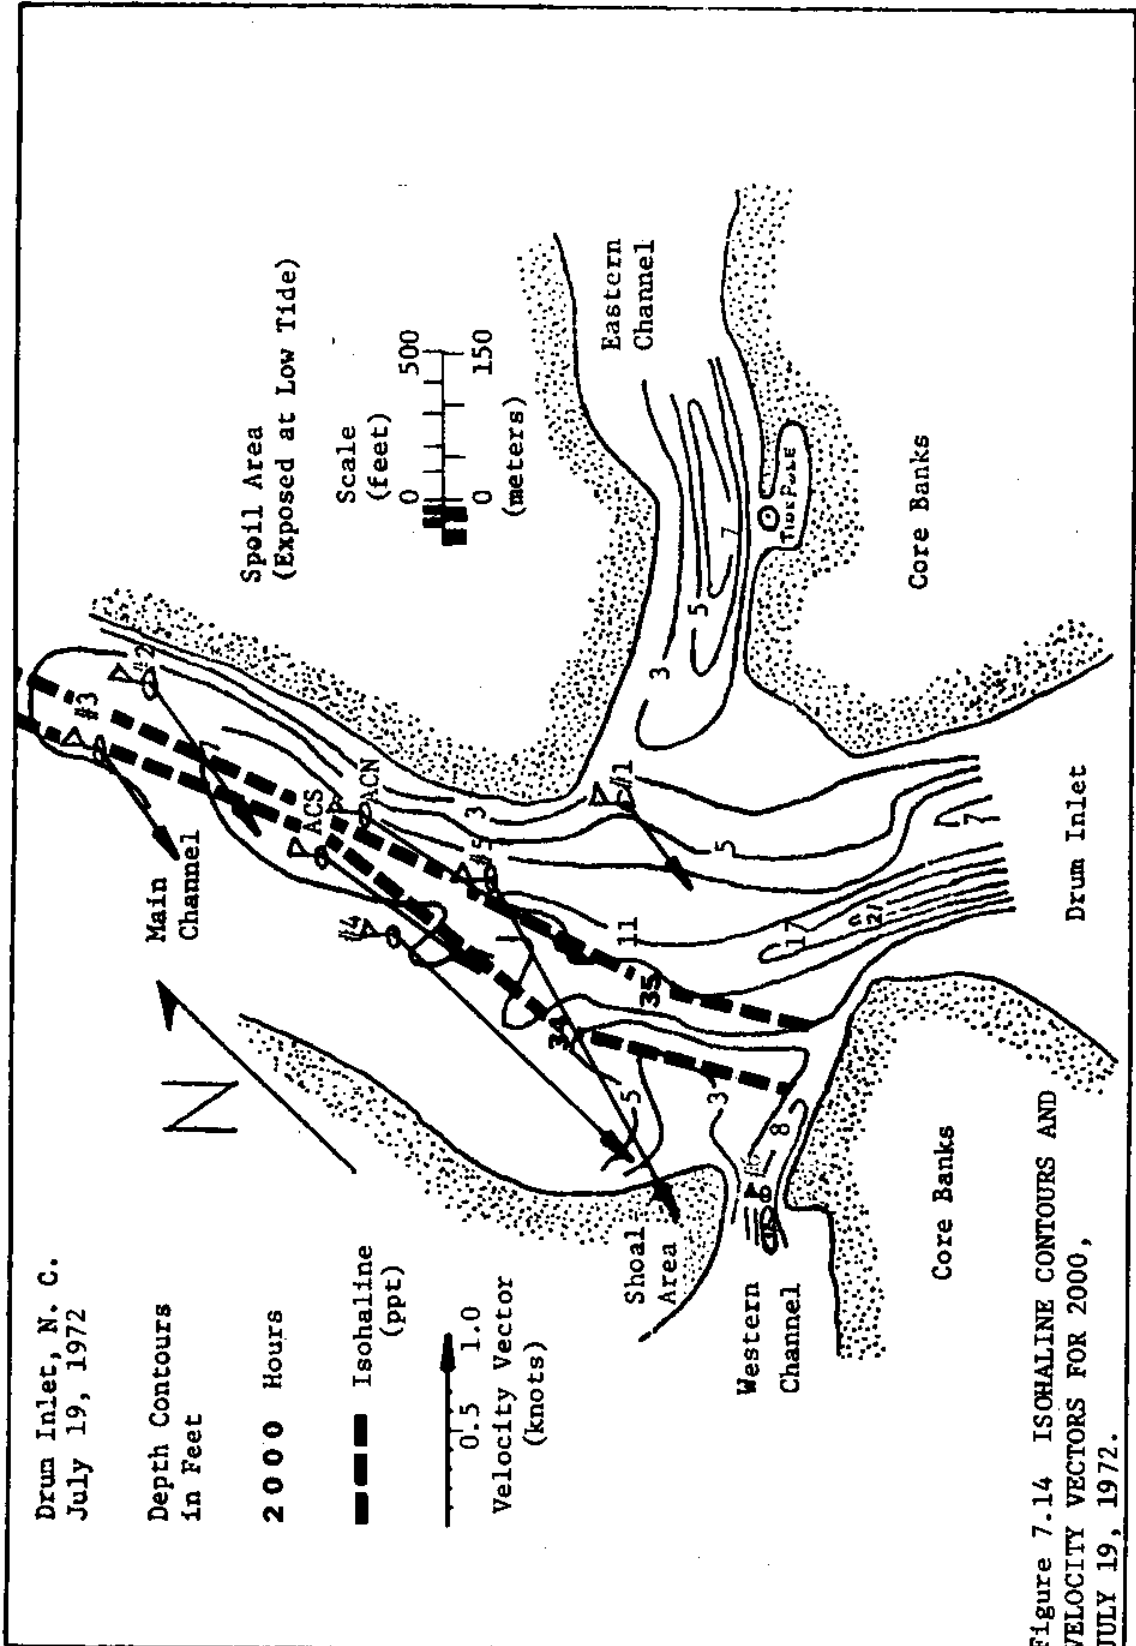 Drum Inlet, N. C.
July 19, 1972
Depth Contours
in Feet
2000 Hours
Isohaline
(ppt)
0.5 1.0
Velocity Vector
(knots)
N
Main
Channel
#3
#2
ACS
ACN
#4
#5
#1
Spoil Area
(Exposed at Low Tide)
Scale
(feet)
0 500
0 150
(meters)
Eastern
Channel
3
5
7
TIDE POLE
3
5
11
17
21
7
34
35
5
3
8
Shoal
Area
Western
Channel
Core Banks
Drum Inlet
Core Banks
Figure 7.14 ISOHALINE CONTOURS AND
VELOCITY VECTORS FOR 2000,
JULY 19, 1972.